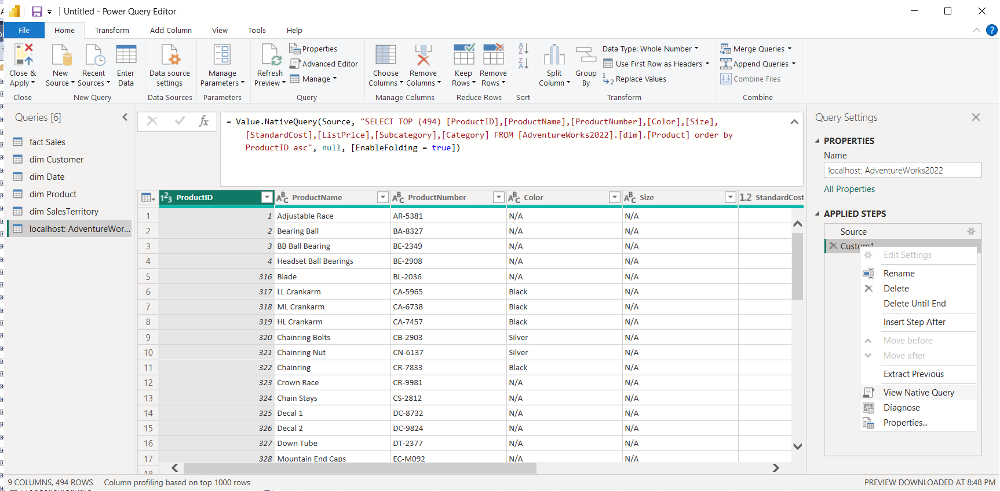 Untitled - Power Query Editor
File Home Transform Add Column View Tools Help
Close & Apply
Close
New Source
Recent Sources
Enter Data
New Query
Data source settings
Data Sources
Manage Parameters
Parameters
Refresh Preview
Properties
Advanced Editor
Manage
Query
Choose Columns
Remove Columns
Manage Columns
Keep Rows
Remove Rows
Reduce Rows
Sort
Split Column
Group By
Data Type: Whole Number
Use First Row as Headers
Replace Values
Transform
Merge Queries
Append Queries
Combine Files
Combine
Queries [6]
fact Sales
dim Customer
dim Date
dim Product
dim SalesTerritory
localhost: AdventureWor...
= Value.NativeQuery(Source, "SELECT TOP (494) [ProductID],[ProductName],[ProductNumber],[Color],[Size],
[StandardCost],[ListPrice],[Subcategory],[Category] FROM [AdventureWorks2022].[dim].[Product] order by
ProductID asc", null, [EnableFolding = true])
ProductID ProductName ProductNumber Color Size 1.2 StandardCost
1 1 Adjustable Race AR-5381 N/A N/A
2 2 Bearing Ball BA-8327 N/A N/A
3 3 BB Ball Bearing BE-2349 N/A N/A
4 4 Headset Ball Bearings BE-2908 N/A N/A
5 316 Blade BL-2036 N/A N/A
6 317 LL Crankarm CA-5965 Black N/A
7 318 ML Crankarm CA-6738 Black N/A
8 319 HL Crankarm CA-7457 Black N/A
9 320 Chainring Bolts CB-2903 Silver N/A
10 321 Chainring Nut CN-6137 Silver N/A
11 322 Chainring CR-7833 Black N/A
12 323 Crown Race CR-9981 N/A N/A
13 324 Chain Stays CS-2812 N/A N/A
14 325 Decal 1 DC-8732 N/A N/A
15 326 Decal 2 DC-9824 N/A N/A
16 327 Down Tube DT-2377 N/A N/A
17 328 Mountain End Caps EC-M092 N/A N/A
18
Query Settings
PROPERTIES
Name
localhost: AdventureWorks2022
All Properties
APPLIED STEPS
Source
Custom1
Edit Settings
Rename
Delete
Delete Until End
Insert Step After
Move before
Move after
Extract Previous
View Native Query
Diagnose
Properties...
9 COLUMNS, 494 ROWS Column profiling based on top 1000 rows
PREVIEW DOWNLOADED AT 8:48 PM